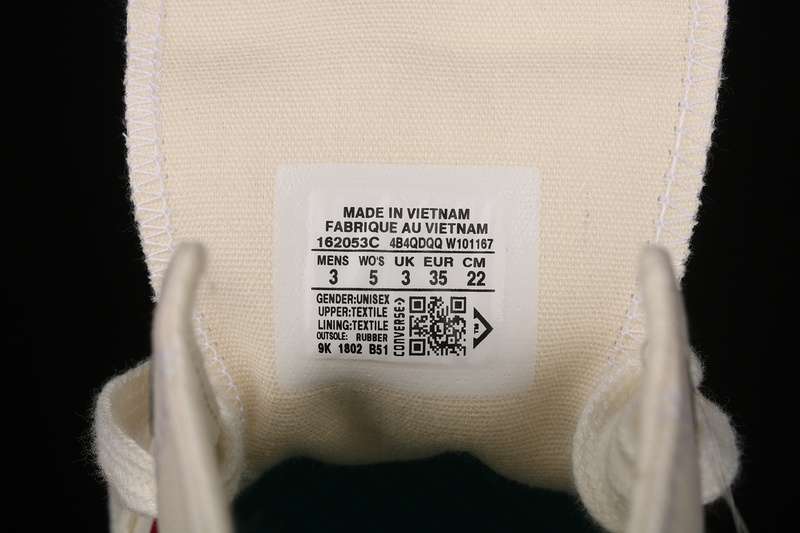 MADE IN VIETNAM
FABRIQUE AU VIETNAM
162053C 4B4QDQQ W101167
MENS WO'S UK EUR CM
3 5 3 35 22
GENDER:UNISEX
UPPER:TEXTILE
LINING:TEXTILE
OUTSOLE: RUBBER
9K 1802 B51
CONVERSE